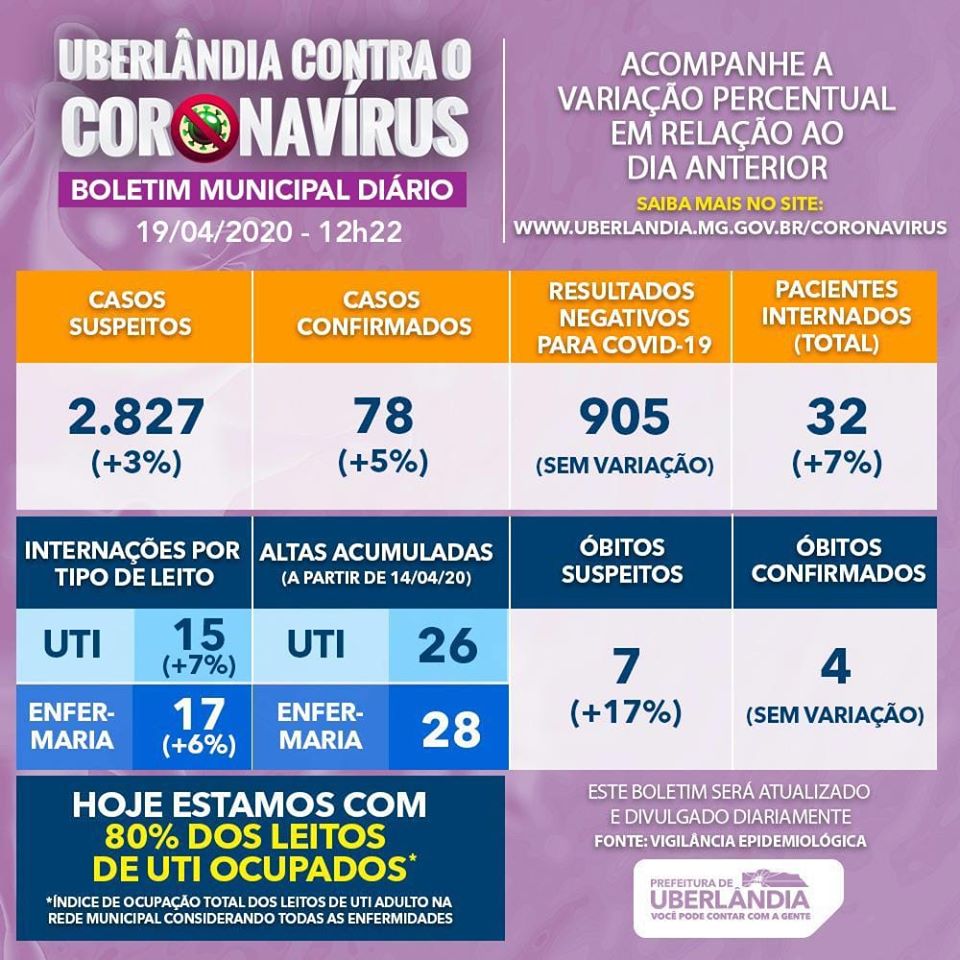 UBERLÂNDIA CONTRA O
CORONAVÍRUS
BOLETIM MUNICIPAL DIÁRIO
19/04/2020 - 12h22
ACOMPANHE A
VARIAÇÃO PERCENTUAL
EM RELAÇÃO AO
DIA ANTERIOR
SAIBA MAIS NO SITE:
WWW.UBERLANDIA.MG.GOV.BR/CORONAVIRUS
CASOS
SUSPEITOS
2.827
(+3%)
CASOS
CONFIRMADOS
78
(+5%)
RESULTADOS
NEGATIVOS
PARA COVID-19
905
(SEM VARIAÇÃO)
PACIENTES
INTERNADOS
(TOTAL)
32
(+7%)
INTERNAÇÕES POR
TIPO DE LEITO
UTI
15
(+7%)
ENFER-
MARIA
17
(+6%)
ALTAS ACUMULADAS
(A PARTIR DE 14/04/20)
UTI
26
ENFER-
MARIA
28
ÓBITOS
SUSPEITOS
7
(+17%)
ÓBITOS
CONFIRMADOS
4
(SEM VARIAÇÃO)
HOJE ESTAMOS COM
80% DOS LEITOS
DE UTI OCUPADOS*
*ÍNDICE DE OCUPAÇÃO TOTAL DOS LEITOS DE UTI ADULTO NA
REDE MUNICIPAL CONSIDERANDO TODAS AS ENFERMIDADES
ESTE BOLETIM SERÁ ATUALIZADO
E DIVULGADO DIARIAMENTE
FONTE: VIGILÂNCIA EPIDEMIOLÓGICA
PREFEITURA DE
UBERLÂNDIA
VOCÊ PODE CONTAR COM A GENTE